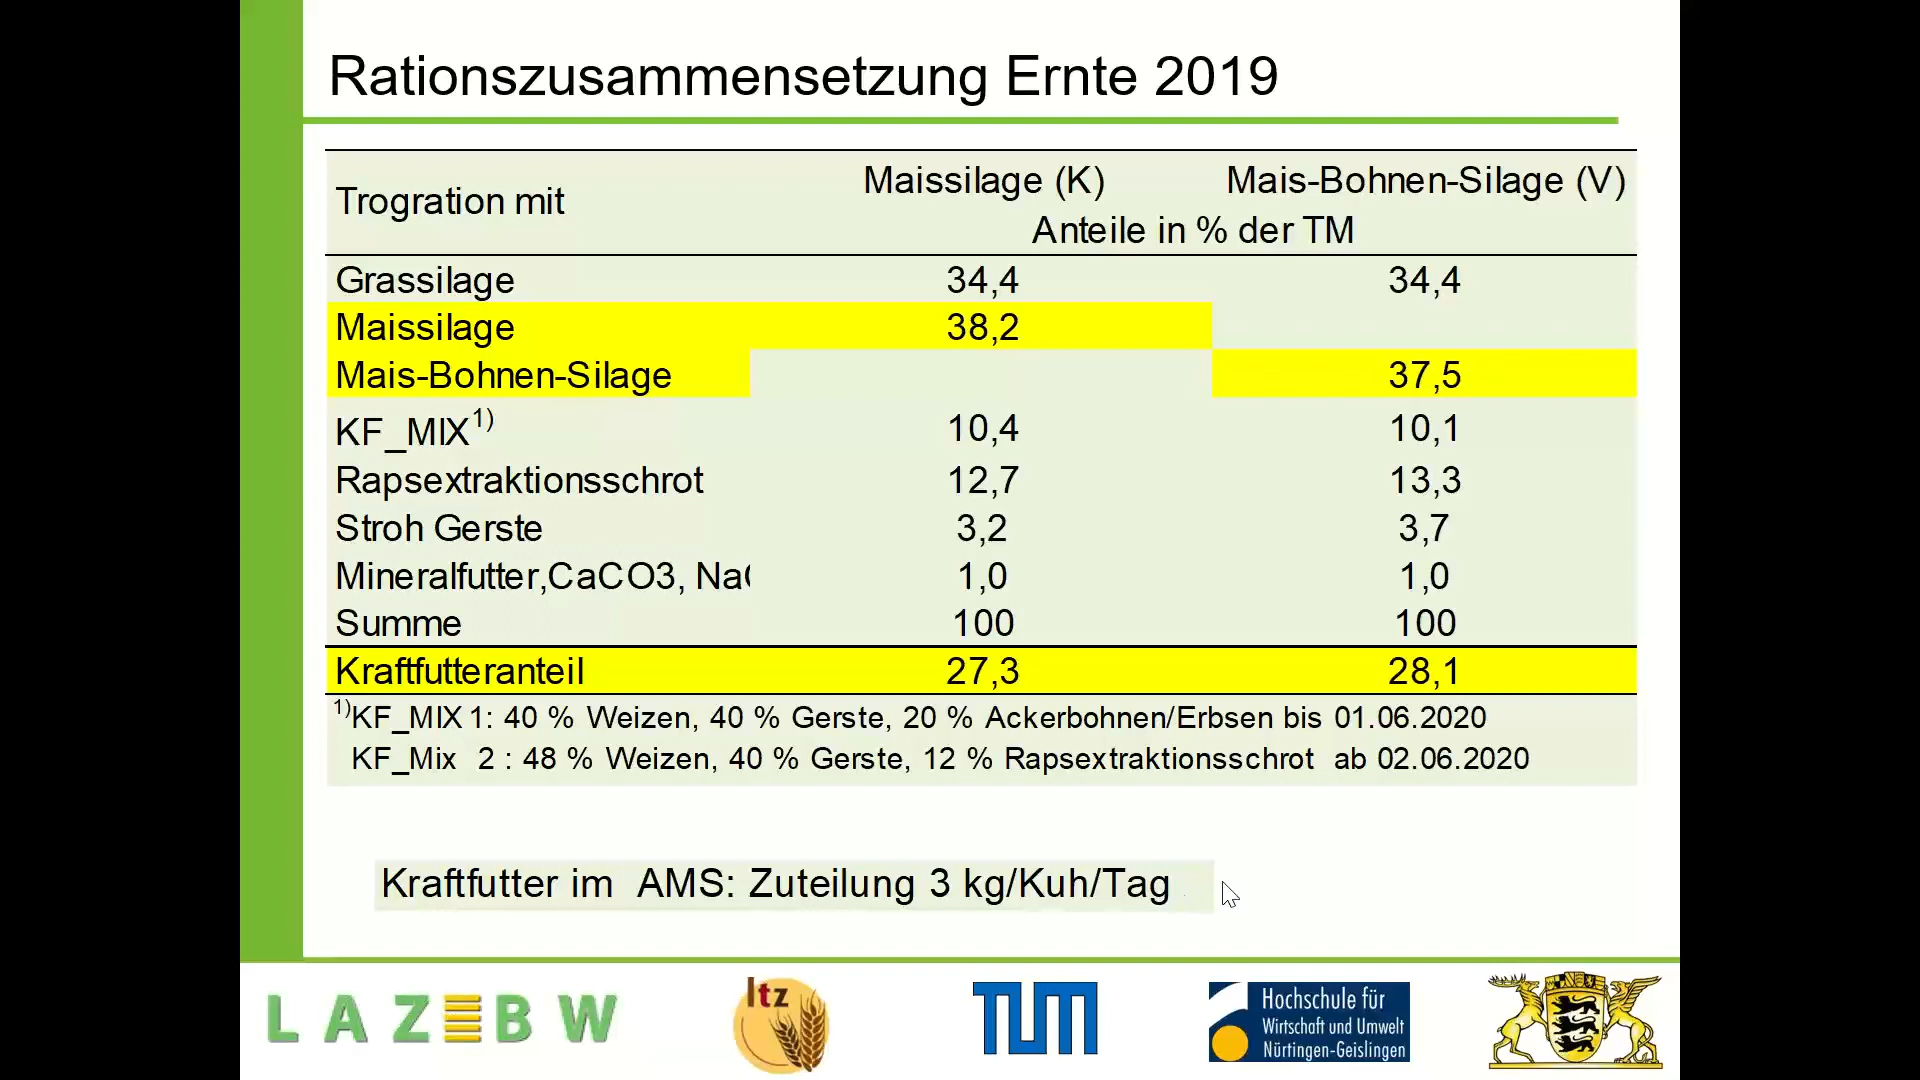 Rationszusammensetzung Ernte 2019
Trogration mit
Maissilage (K) Mais-Bohnen-Silage (V)
Anteile in % der TM
Grassilage 34,4 34,4
Maissilage 38,2
Mais-Bohnen-Silage 37,5
KF_MIX1) 10,4 10,1
Rapsextraktionsschrot 12,7 13,3
Stroh Gerste 3,2 3,7
Mineralfutter,CaCO3, Na 1,0 1,0
Summe 100 100
Kraftfutteranteil 27,3 28,1
1)KF_MIX 1: 40 % Weizen, 40 % Gerste, 20 % Ackerbohnen/Erbsen bis 01.06.2020
KF_Mix 2 : 48 % Weizen, 40 % Gerste, 12 % Rapsextraktionsschrot ab 02.06.2020
Kraftfutter im AMS: Zuteilung 3 kg/Kuh/Tag
LAZBW
ltz
TUM
Hochschule für
Wirtschaft und Umwelt
Nürtingen-Geislingen